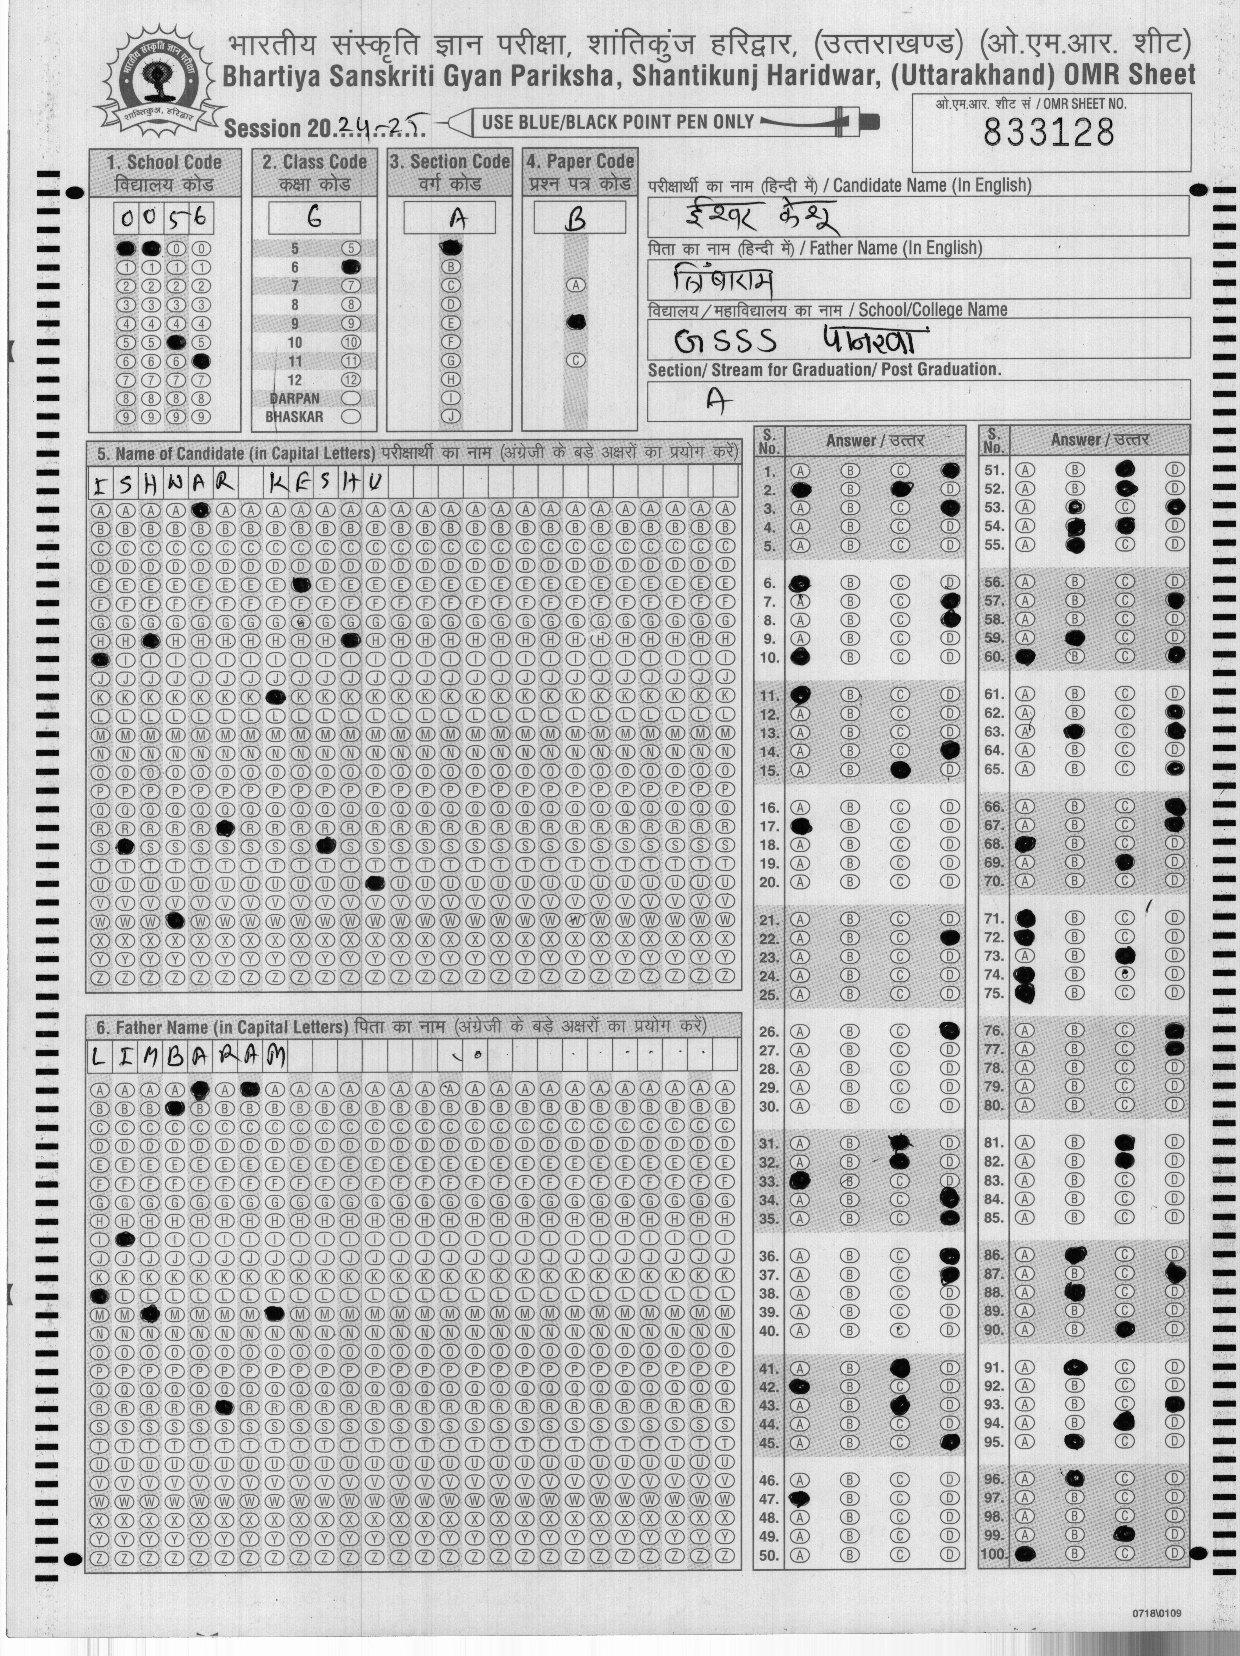 भारतीय संस्कृति ज्ञान परीक्षा, शांतिकुंज हरिद्वार, (उत्तराखण्ड) (ओ.एम.आर. शीट)
Bhartiya Sanskriti Gyan Pariksha, Shantikunj Haridwar, (Uttarakhand) OMR Sheet
Session 2024-25
USE BLUE/BLACK POINT PEN ONLY
ओ.एम.आर. शीट सं / OMR SHEET NO.
833128
1. School Code
विद्यालय कोड
0056
2. Class Code
कक्षा कोड
6
5
6
7
8
9
10
11
12
DARPAN
BHASKAR
3. Section Code
वर्ग कोड
A
4. Paper Code
प्रश्न पत्र कोड
B
परीक्षार्थी का नाम (हिन्दी में) / Candidate Name (In English)
ईश्वर केशू
पिता का नाम (हिन्दी में) / Father Name (In English)
लिंबाराम
विद्यालय/महाविद्यालय का नाम / School/College Name
GSSS पानरवा
Section/ Stream for Graduation/ Post Graduation.
A
5. Name of Candidate (in Capital Letters) परीक्षार्थी का नाम (अंग्रेजी के बड़े अक्षरों का प्रयोग करें)
ISHWAR KESHU
6. Father Name (in Capital Letters) पिता का नाम (अंग्रेजी के बड़े अक्षरों का प्रयोग करें)
LIMBARAM
S. No. Answer / उत्तर
S. No. Answer / उत्तर
0718\0109